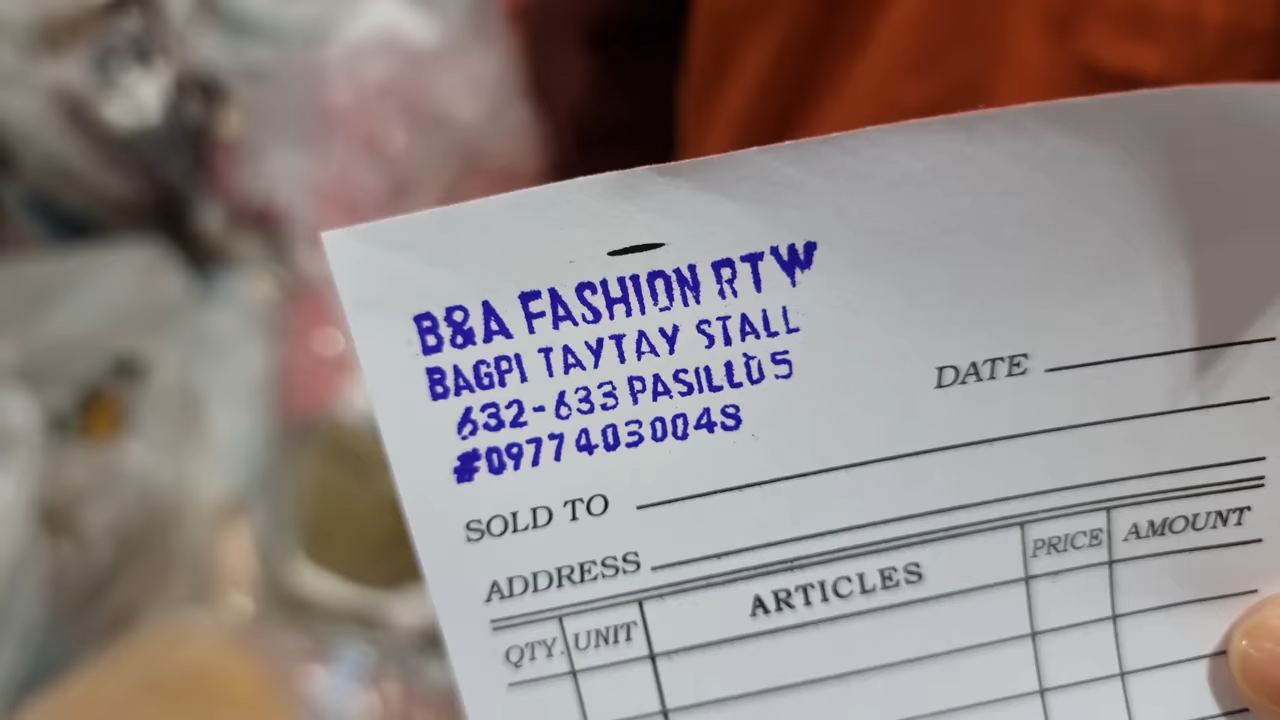 B&A FASHION RTW
BAGPI TAYTAY STALL
632-633 PASILLO 5
#09774030048
DATE
SOLD TO
ADDRESS
QTY. UNIT ARTICLES PRICE AMOUNT